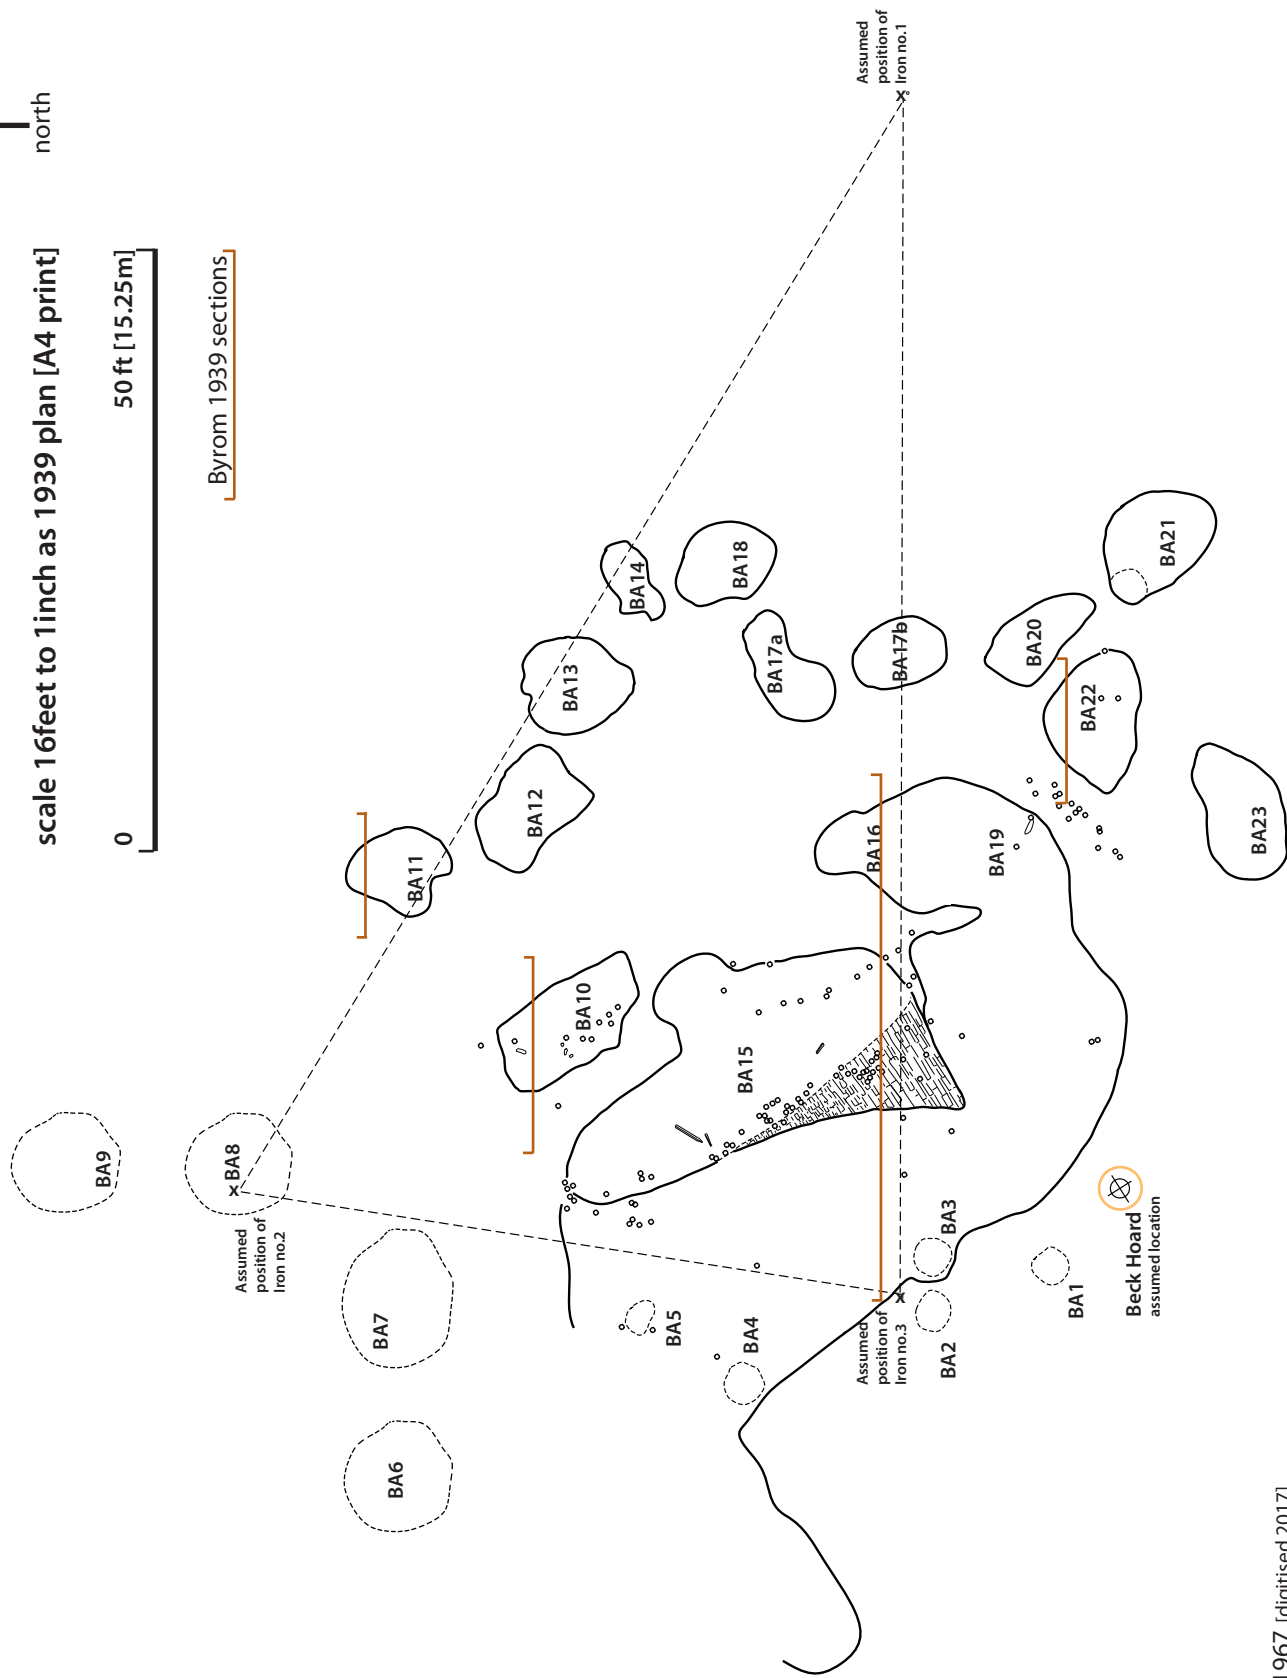 north
scale 16feet to 1inch as 1939 plan [A4 print]
0
50 ft [15.25m]
Byrom 1939 sections
Assumed
position of
Iron no.1
x
BA9
BA8
x
Assumed
position of
Iron no.2
BA7
BA6
BA11
BA12
BA13
BA14
BA18
BA17a
BA17b
BA10
BA15
BA16
BA19
BA20
BA21
BA22
BA23
BA5
BA4
Assumed
position of
Iron no.3
x
BA3
BA2
BA1
Beck Hoard
assumed location
1967 [digitised 2017]